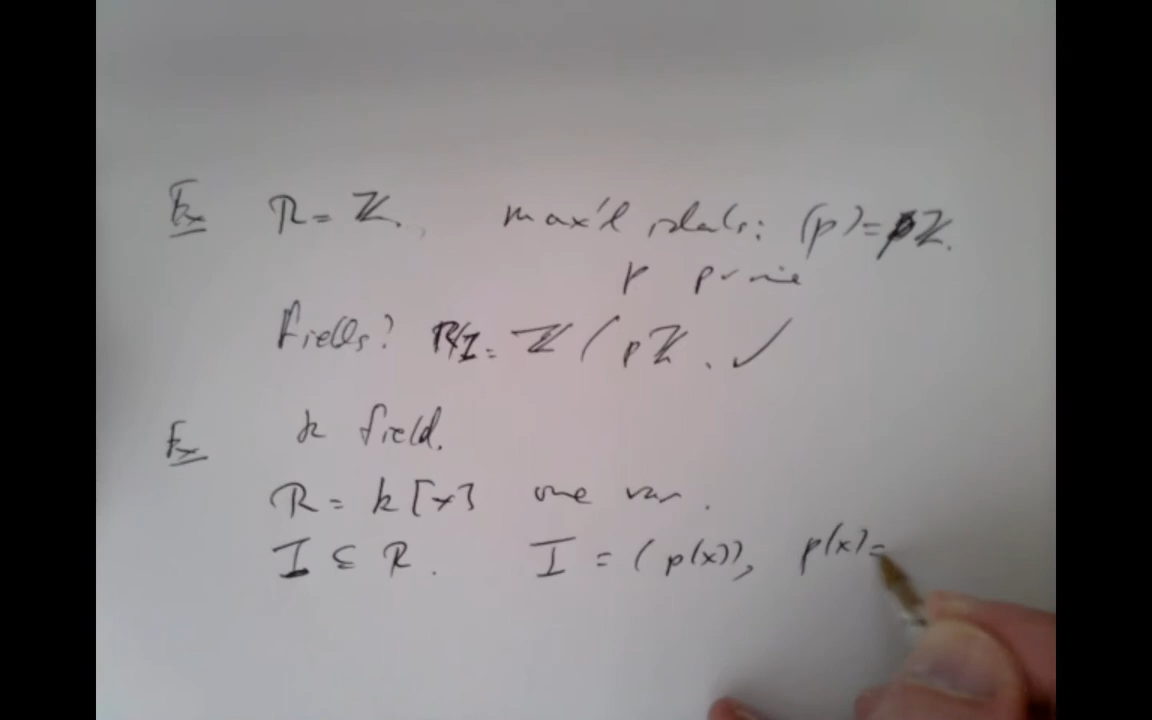 Ex R = ℤ. max'l ideals: (p) = pℤ.
p prime
Fields? R/I = ℤ/pℤ. ✓
Ex k field.
R = k[x] one var.
I ⊆ R. I = (p(x)), p(x) =